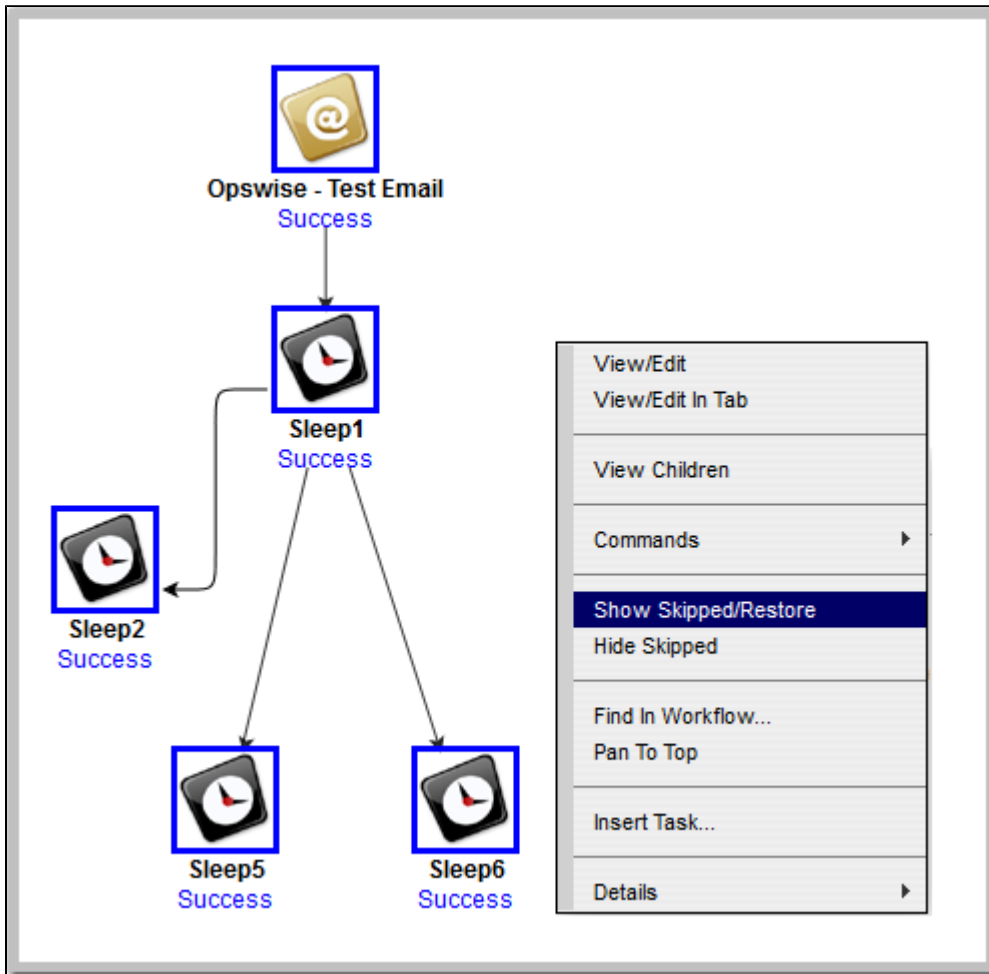 @
Opswise - Test Email
Success
Sleep1
Success
Sleep2
Success
Sleep5
Success
Sleep6
Success
View/Edit
View/Edit In Tab
View Children
Commands
Show Skipped/Restore
Hide Skipped
Find In Workflow...
Pan To Top
Insert Task...
Details